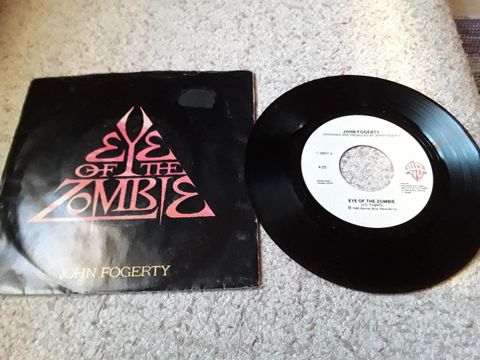 EYE
OF THE
ZOMBIE
JOHN FOGERTY
JOHN FOGERTY
ARRANGED AND PRODUCED BY JOHN FOGERTY
EYE OF THE ZOMBIE
(J.C. Fogerty)